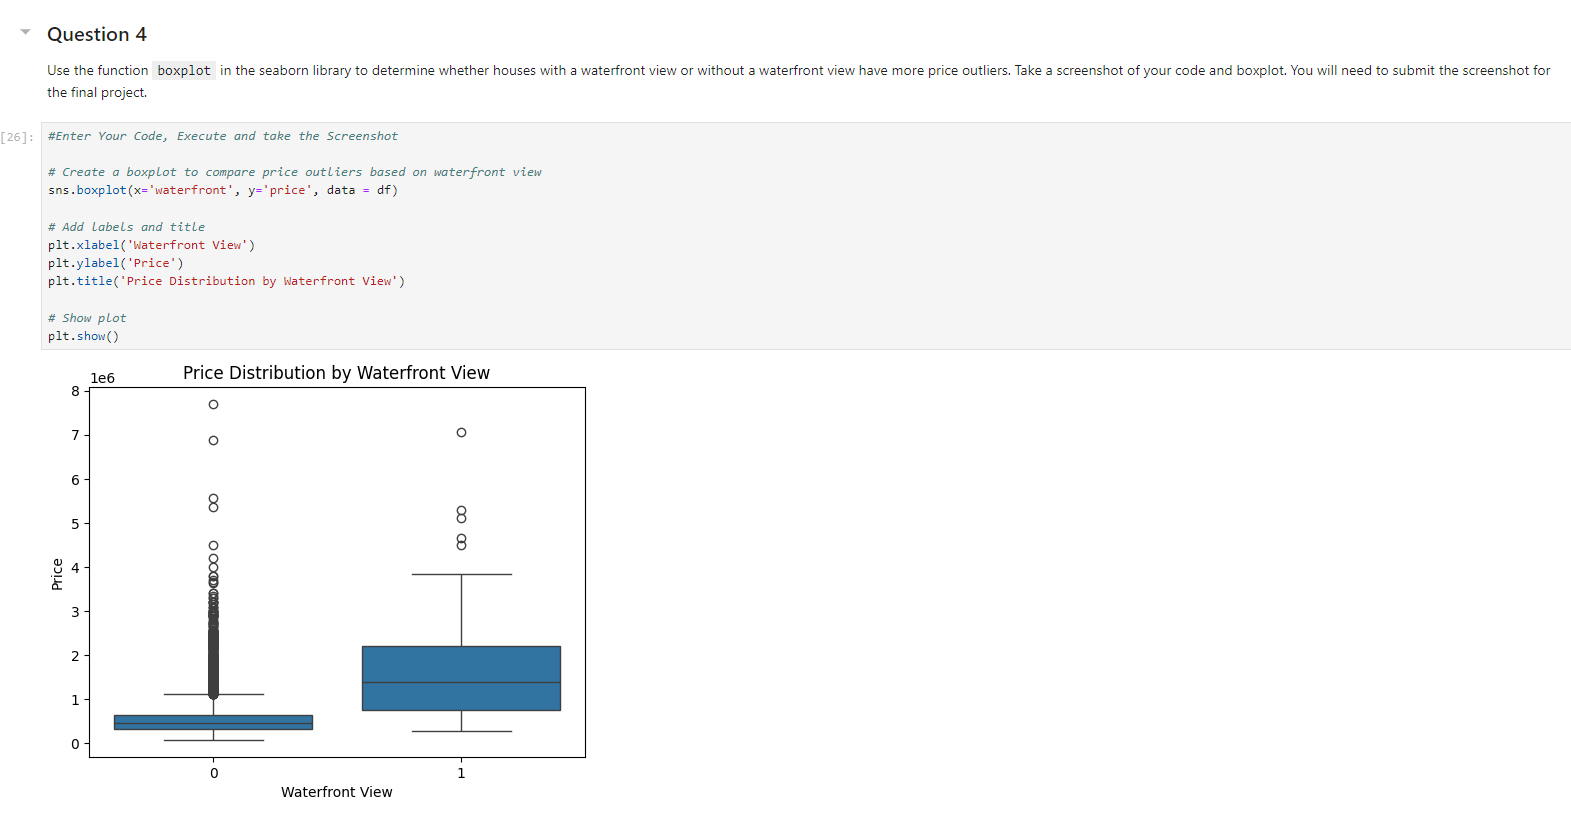 Question 4
Use the function boxplot in the seaborn library to determine whether houses with a waterfront view or without a waterfront view have more price outliers. Take a screenshot of your code and boxplot. You will need to submit the screenshot for
the final project.
[26]:
#Enter Your Code, Execute and take the Screenshot
# Create a boxplot to compare price outliers based on waterfront view
sns.boxplot(x='waterfront', y='price', data = df)
# Add labels and title
plt.xlabel('Waterfront View')
plt.ylabel('Price')
plt.title('Price Distribution by Waterfront View')
# Show plot
plt.show()
Price Distribution by Waterfront View
1e6
8
7
6
5
4
3
2
1
0
Price
0 1
Waterfront View